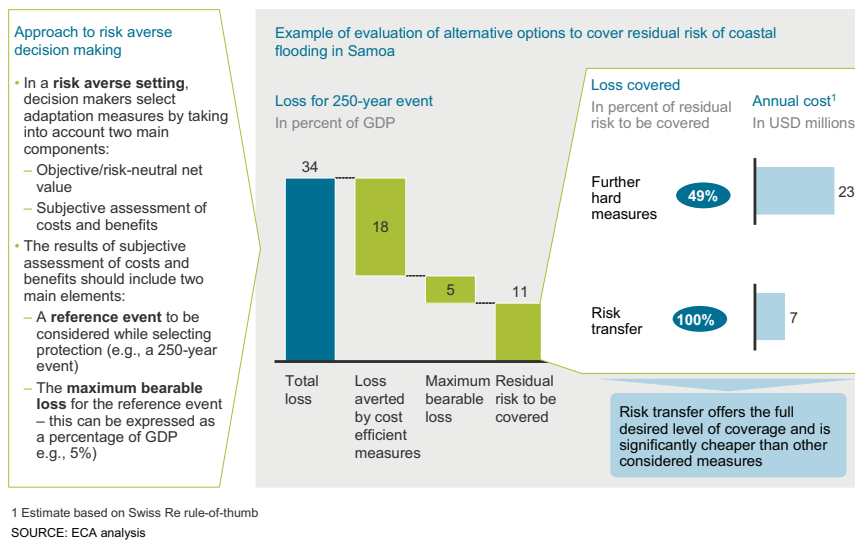 Approach to risk averse
decision making
• In a risk averse setting,
decision makers select
adaptation measures by taking
into account two main
components:
– Objective/risk-neutral net
value
– Subjective assessment of
costs and benefits
• The results of subjective
assessment of costs and
benefits should include two
main elements:
– A reference event to be
considered while selecting
protection (e.g., a 250-year
event)
– The maximum bearable
loss for the reference event
– this can be expressed as
a percentage of GDP
e.g., 5%)
Example of evaluation of alternative options to cover residual risk of coastal
flooding in Samoa
Loss for 250-year event
In percent of GDP
34
18
5
11
Total
loss
Loss
averted
by cost
efficient
measures
Maximum
bearable
loss
Residual
risk to be
covered
Loss covered
In percent of residual
risk to be covered
Annual cost1
In USD millions
Further
hard
measures
49%
23
Risk
transfer
100%
7
Risk transfer offers the full
desired level of coverage and is
significantly cheaper than other
considered measures
1 Estimate based on Swiss Re rule-of-thumb
SOURCE: ECA analysis